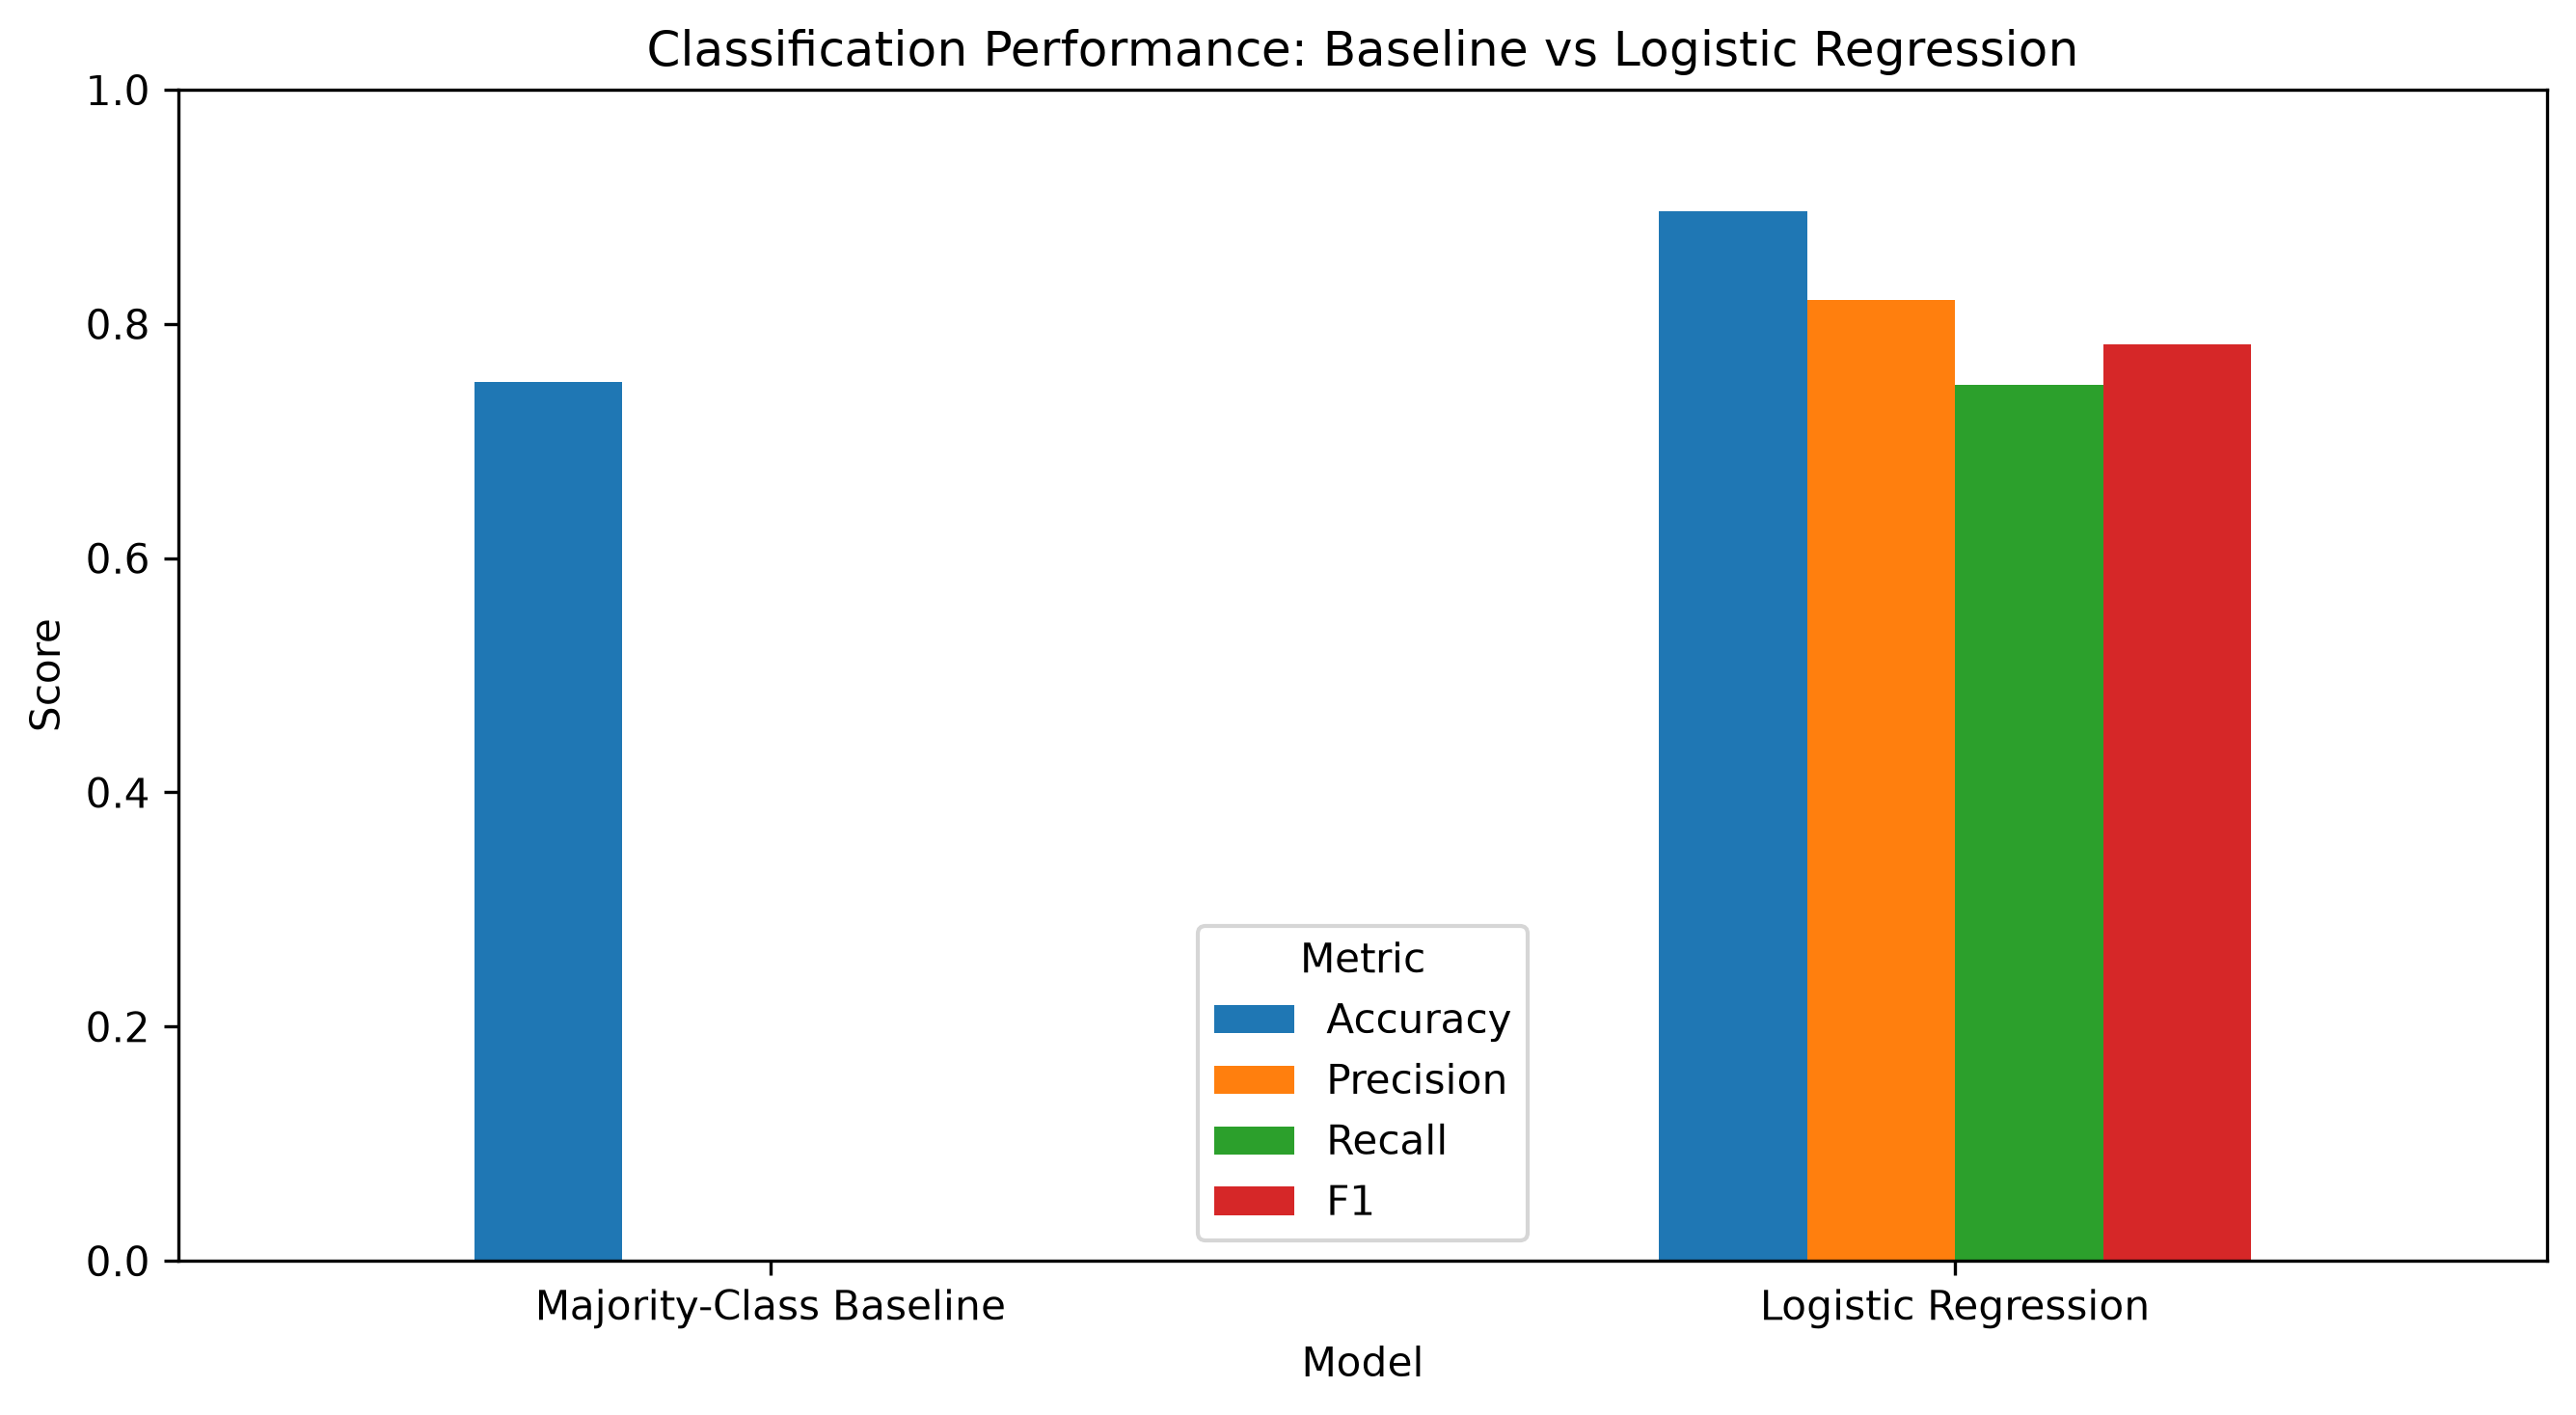 Classification Performance: Baseline vs Logistic Regression
1.0
0.8
0.6
0.4
0.2
0.0
Score
Metric
Accuracy
Precision
Recall
F1
Majority-Class Baseline
Logistic Regression
Model